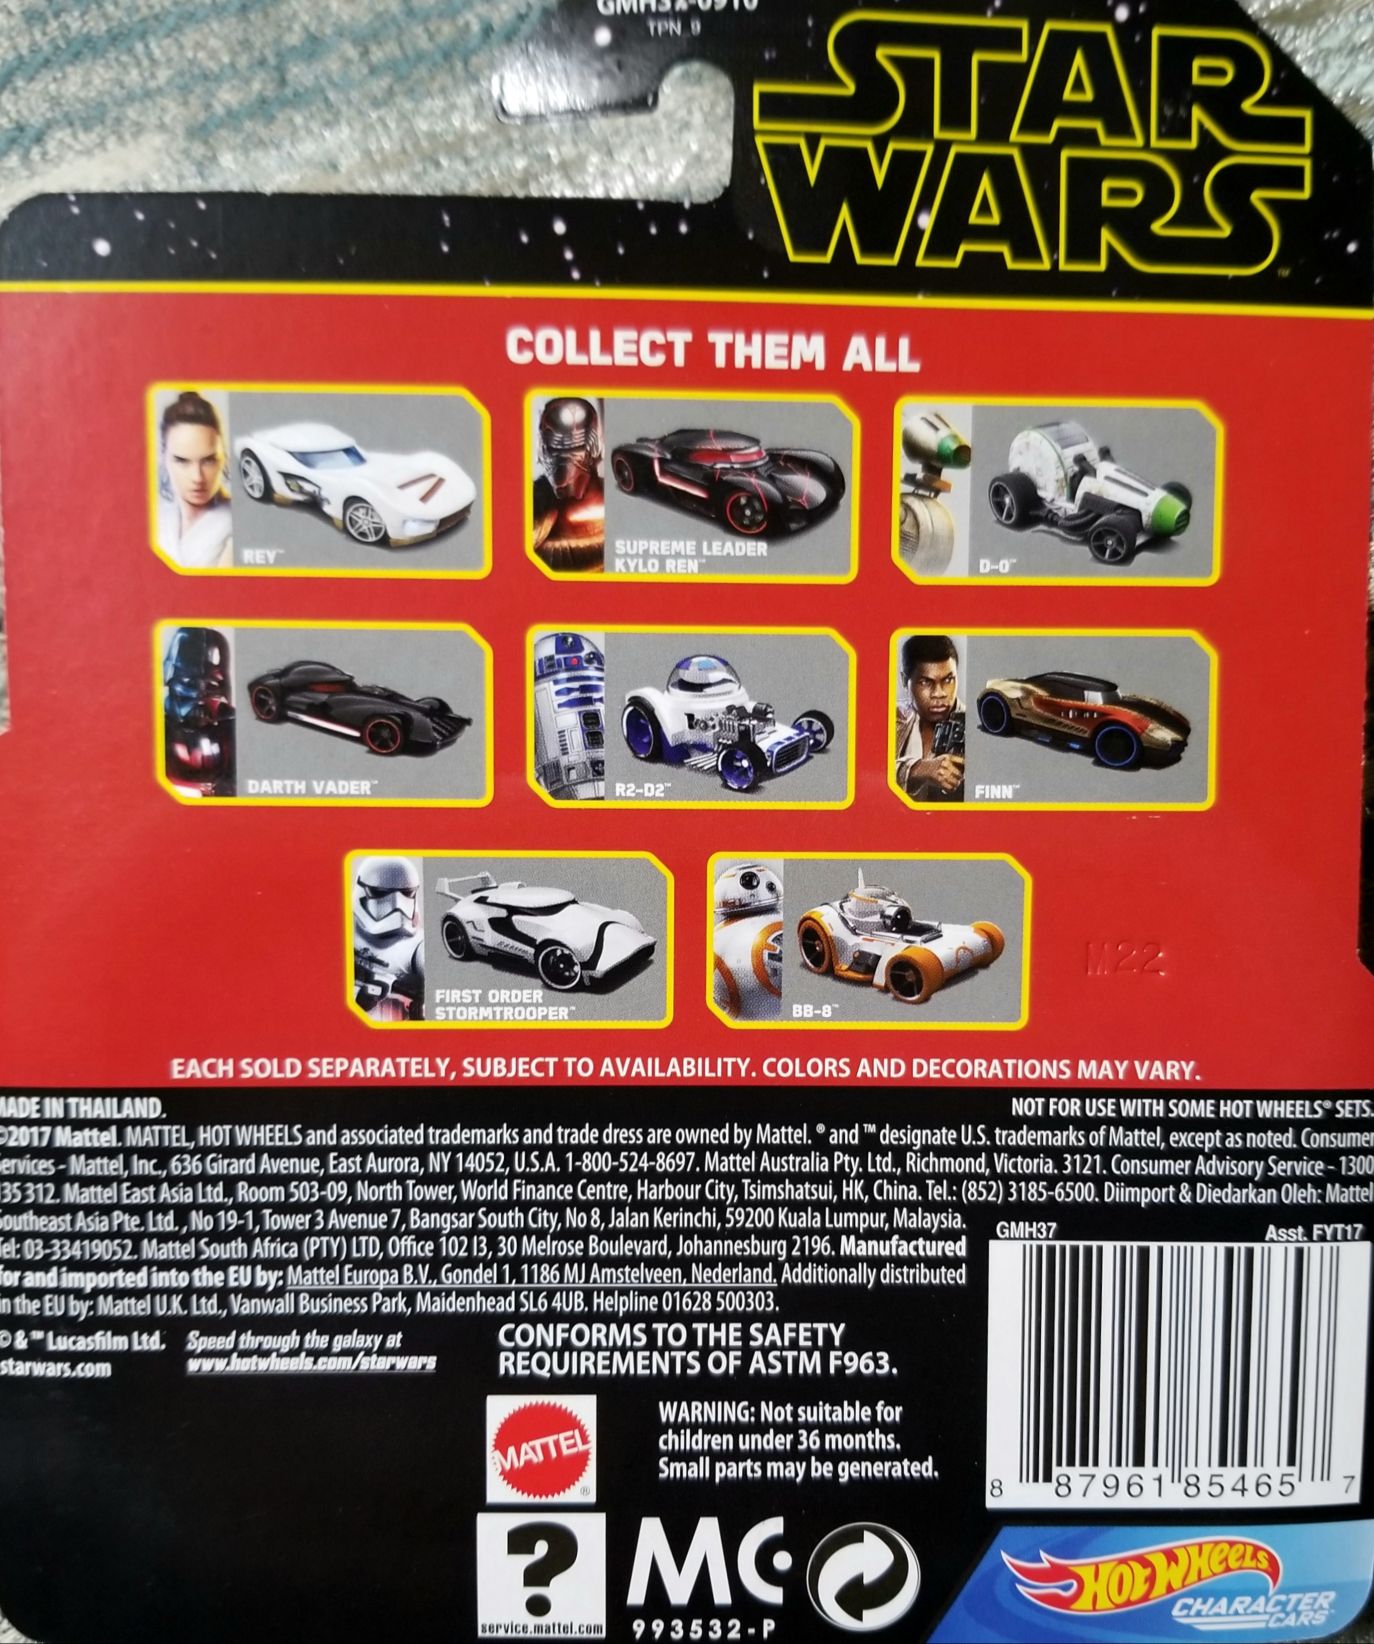 TPN 9
STAR
WARS
COLLECT THEM ALL
REY™
SUPREME LEADER
KYLO REN™
D-O™
DARTH VADER™
R2-D2™
FINN™
FIRST ORDER
STORMTROOPER™
BB-8™
M22
EACH SOLD SEPARATELY, SUBJECT TO AVAILABILITY. COLORS AND DECORATIONS MAY VARY.
MADE IN THAILAND.
NOT FOR USE WITH SOME HOT WHEELS® SETS.
©2017 Mattel. MATTEL, HOT WHEELS and associated trademarks and trade dress are owned by Mattel. ® and ™ designate U.S. trademarks of Mattel, except as noted. Consumer
Services - Mattel, Inc., 636 Girard Avenue, East Aurora, NY 14052, U.S.A. 1-800-524-8697. Mattel Australia Pty. Ltd., Richmond, Victoria. 3121. Consumer Advisory Service - 1300
135 312. Mattel East Asia Ltd., Room 503-09, North Tower, World Finance Centre, Harbour City, Tsimshatsui, HK, China. Tel.: (852) 3185-6500. Diimport & Diedarkan Oleh: Mattel
Southeast Asia Pte. Ltd. , No 19-1, Tower 3 Avenue 7, Bangsar South City, No 8, Jalan Kerinchi, 59200 Kuala Lumpur, Malaysia.
Tel: 03-33419052. Mattel South Africa (PTY) LTD, Office 102 I3, 30 Melrose Boulevard, Johannesburg 2196. Manufactured
for and imported into the EU by: Mattel Europa B.V., Gondel 1, 1186 MJ Amstelveen, Nederland. Additionally distributed
in the EU by: Mattel U.K. Ltd., Vanwall Business Park, Maidenhead SL6 4UB. Helpline 01628 500303.
GMH37 Asst. FYT17
© & ™ Lucasfilm Ltd.
starwars.com
Speed through the galaxy at
www.hotwheels.com/starwars
CONFORMS TO THE SAFETY
REQUIREMENTS OF ASTM F963.
MATTEL ®
WARNING: Not suitable for
children under 36 months.
Small parts may be generated.
8 87961 85465 7
?
service.mattel.com
MC
993532-P
HOT WHEELS
CHARACTER
CARS™